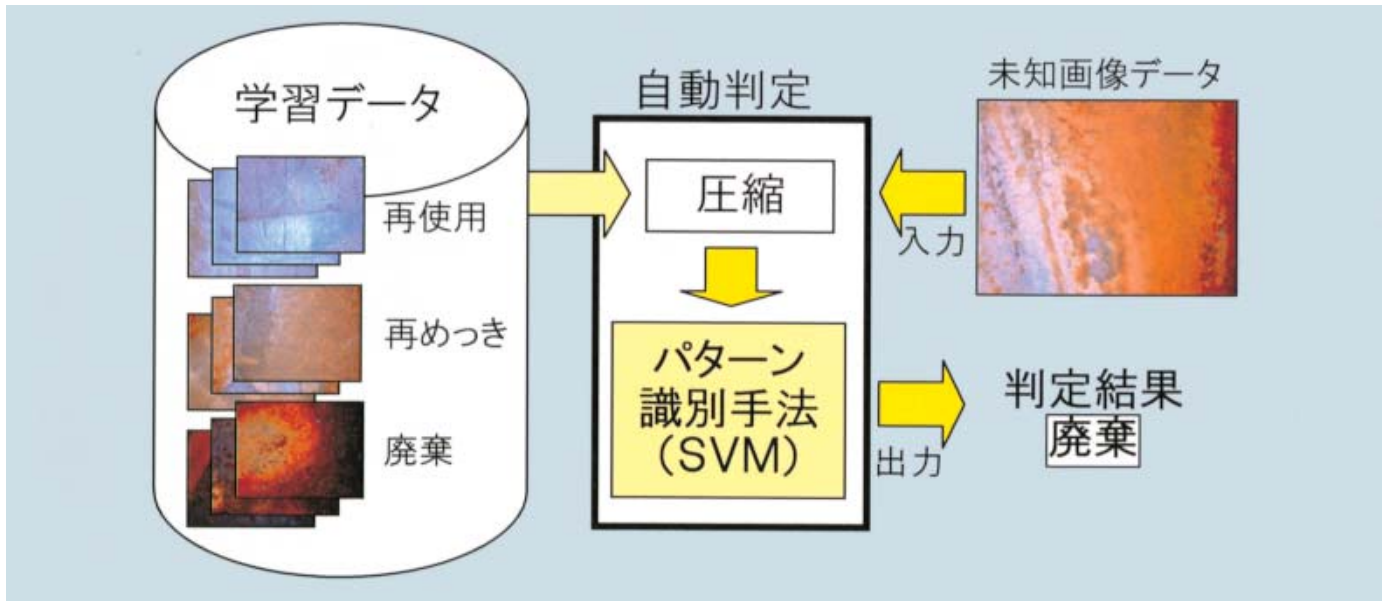 学習データ
再使用
再めっき
廃棄
自動判定
圧縮
パターン
識別手法
(SVM)
未知画像データ
入力
出力
判定結果
廃棄